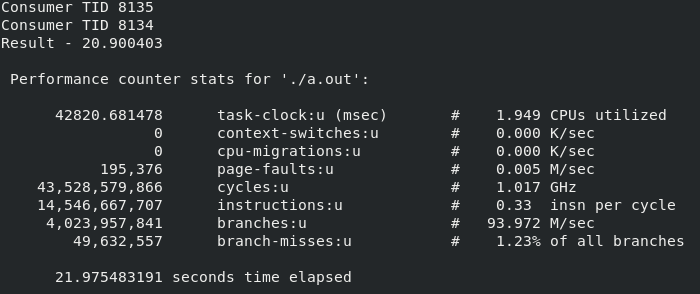 Consumer TID 8135
Consumer TID 8134
Result - 20.900403
Performance counter stats for './a.out':
42820.681478 task-clock:u (msec) # 1.949 CPUs utilized
0 context-switches:u # 0.000 K/sec
0 cpu-migrations:u # 0.000 K/sec
195,376 page-faults:u # 0.005 M/sec
43,528,579,866 cycles:u # 1.017 GHz
14,546,667,707 instructions:u # 0.33 insn per cycle
4,023,957,841 branches:u # 93.972 M/sec
49,632,557 branch-misses:u # 1.23% of all branches
21.975483191 seconds time elapsed